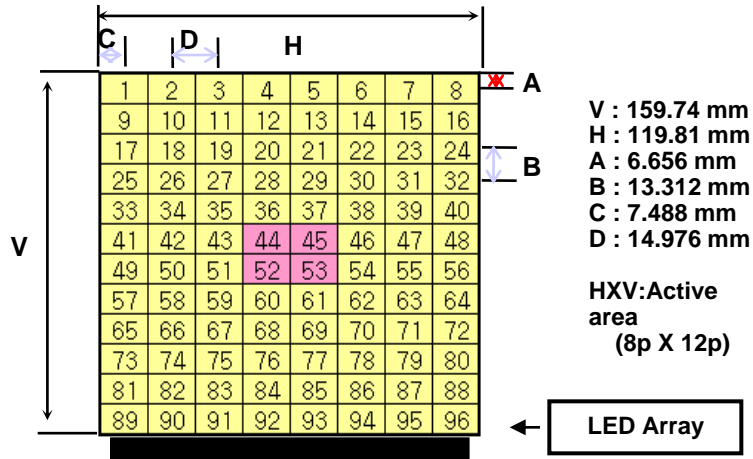 C D H
A
1 2 3 4 5 6 7 8
9 10 11 12 13 14 15 16
17 18 19 20 21 22 23 24
B
25 26 27 28 29 30 31 32
33 34 35 36 37 38 39 40
V
41 42 43 44 45 46 47 48
49 50 51 52 53 54 55 56
57 58 59 60 61 62 63 64
65 66 67 68 69 70 71 72
73 74 75 76 77 78 79 80
81 82 83 84 85 86 87 88
89 90 91 92 93 94 95 96
V : 159.74 mm
H : 119.81 mm
A : 6.656 mm
B : 13.312 mm
C : 7.488 mm
D : 14.976 mm
HXV:Active
area
(8p X 12p)
LED Array